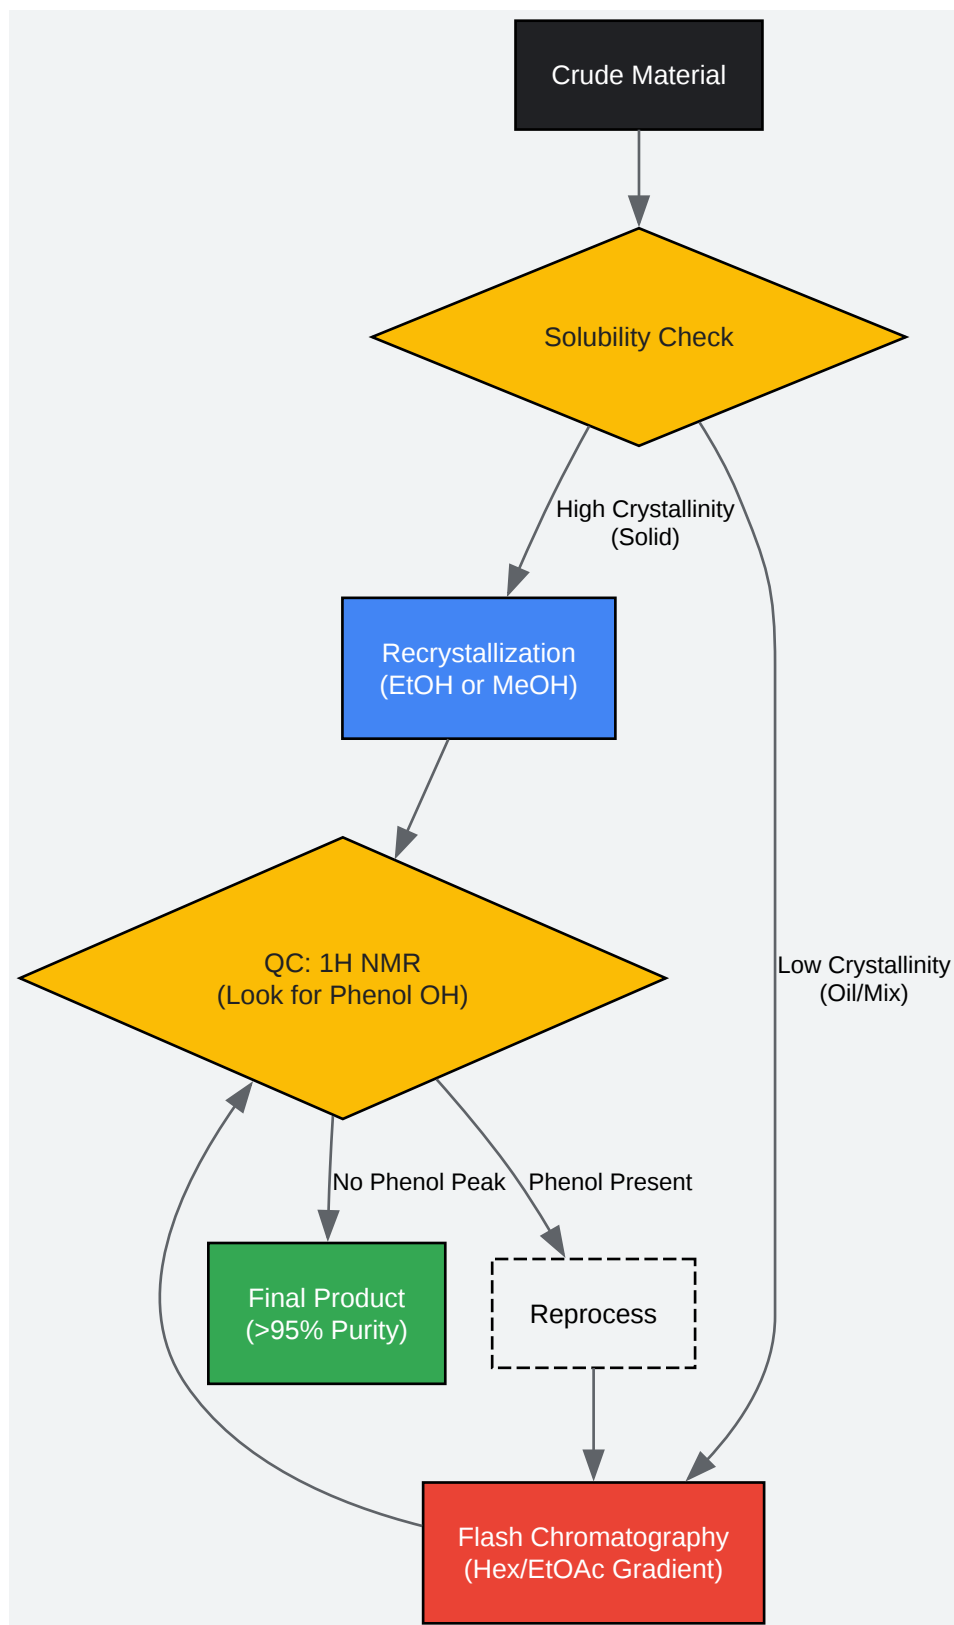 Crude Material
Solubility Check
High Crystallinity
(Solid)
Recrystallization
(EtOH or MeOH)
QC: 1H NMR
(Look for Phenol OH)
Low Crystallinity
(Oil/Mix)
No Phenol Peak
Phenol Present
Final Product
(>95% Purity)
Reprocess
Flash Chromatography
(Hex/EtOAc Gradient)